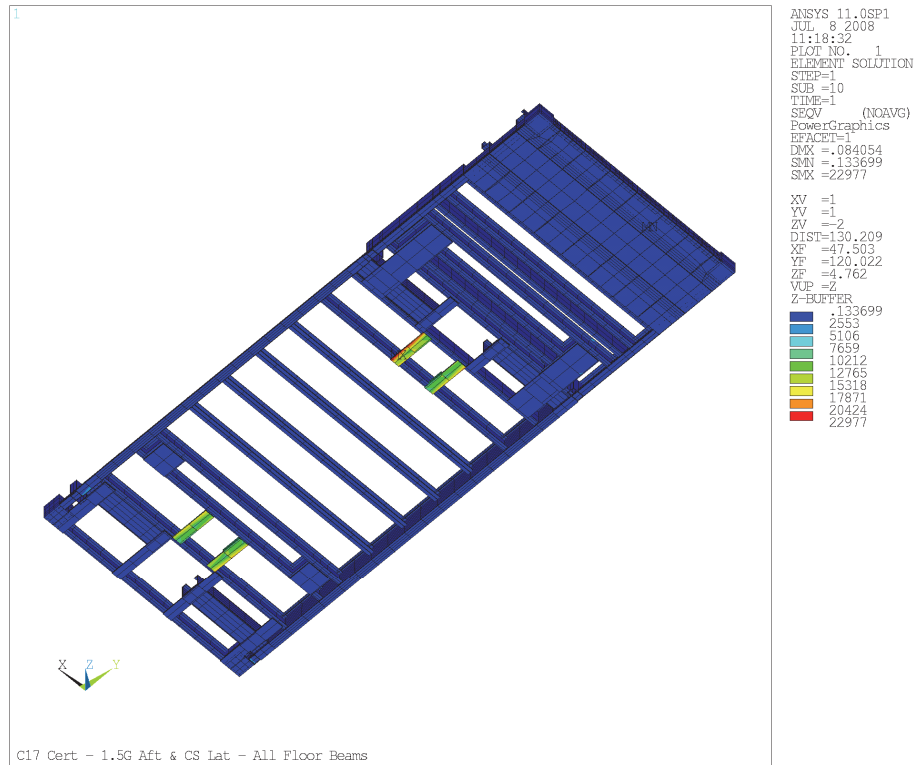 1
ANSYS 11.0SP1
JUL 8 2008
11:18:32
PLOT NO. 1
ELEMENT SOLUTION
STEP=1
SUB =10
TIME=1
SEQV (NOAVG)
PowerGraphics
EFACET=1
DMX =.084054
SMN =.133699
SMX =22977
XV =1
YV =1
ZV =-2
DIST=130.209
XF =47.503
YF =120.022
ZF =4.762
VUP =Z
Z-BUFFER
.133699
2553
5106
7659
10212
12765
15318
17871
20424
22977
MN
X Z Y
C17 Cert - 1.5G Aft & CS Lat - All Floor Beams